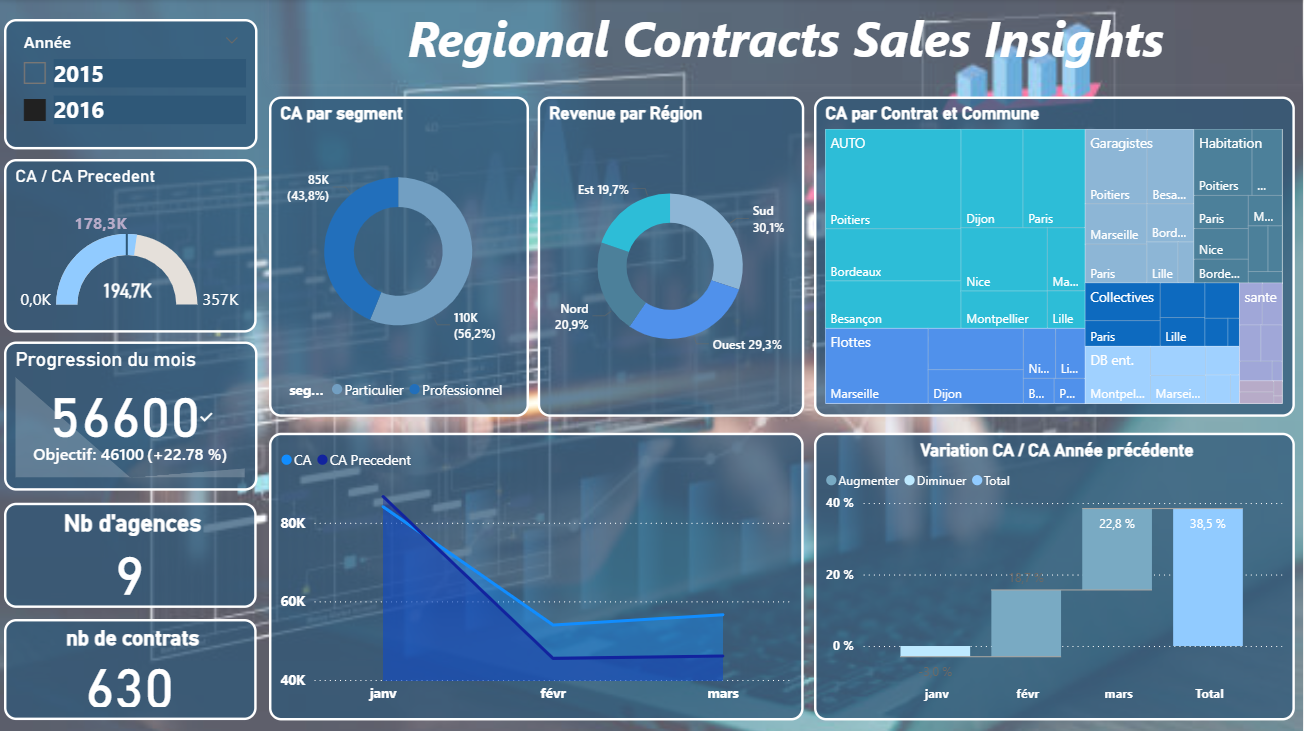 Regional Contracts Sales Insights
Année
2015
2016
CA / CA Precedent
178,3K
194,7K
0,0K
357K
Progression du mois
56600
Objectif: 46100 (+22.78 %)
Nb d'agences
9
nb de contrats
630
CA par segment
85K
(43,8%)
110K
(56,2%)
seg...
Particulier
Professionnel
Revenue par Région
Est 19,7%
Sud
30,1%
Nord
20,9%
Ouest 29,3%
CA par Contrat et Commune
AUTO
Poitiers
Dijon
Paris
Bordeaux
Nice
Ma...
Besançon
Montpellier
Lille
Flottes
Ni...
Li...
Marseille
Dijon
B...
P...
Garagistes
Poitiers
Besa...
Marseille
Bord...
Paris
Lille
Habitation
Poitiers
...
Paris
M...
Nice
Borde...
Collectives
Paris
Lille
sante
DB ent.
Montpel...
Marsei...
CA
CA Precedent
80K
60K
40K
janv
févr
mars
Variation CA / CA Année précédente
Augmenter
Diminuer
Total
40 %
20 %
0 %
22,8 %
38,5 %
janv
févr
mars
Total